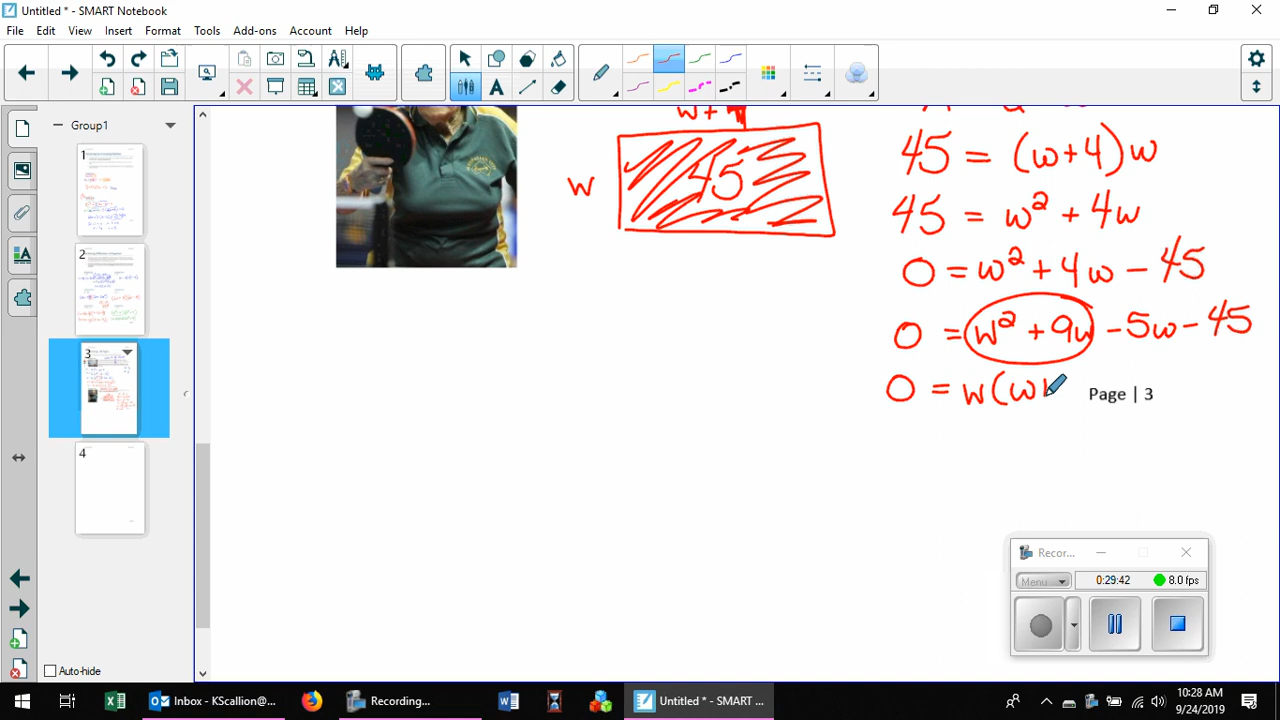 Untitled * - SMART Notebook
File Edit View Insert Format Tools Add-ons Account Help
Group1
1
2
3
4
w + 4
w
45
45 = (w+4)w
45 = w² + 4w
0 = w² + 4w - 45
0 = w² + 9w - 5w - 45
0 = w(w
Page | 3
Recor...
Menu
0:29:42
8.0 fps
Auto-hide
Inbox - KScallion@...
Recording...
Untitled * - SMART ...
10:28 AM
9/24/2019